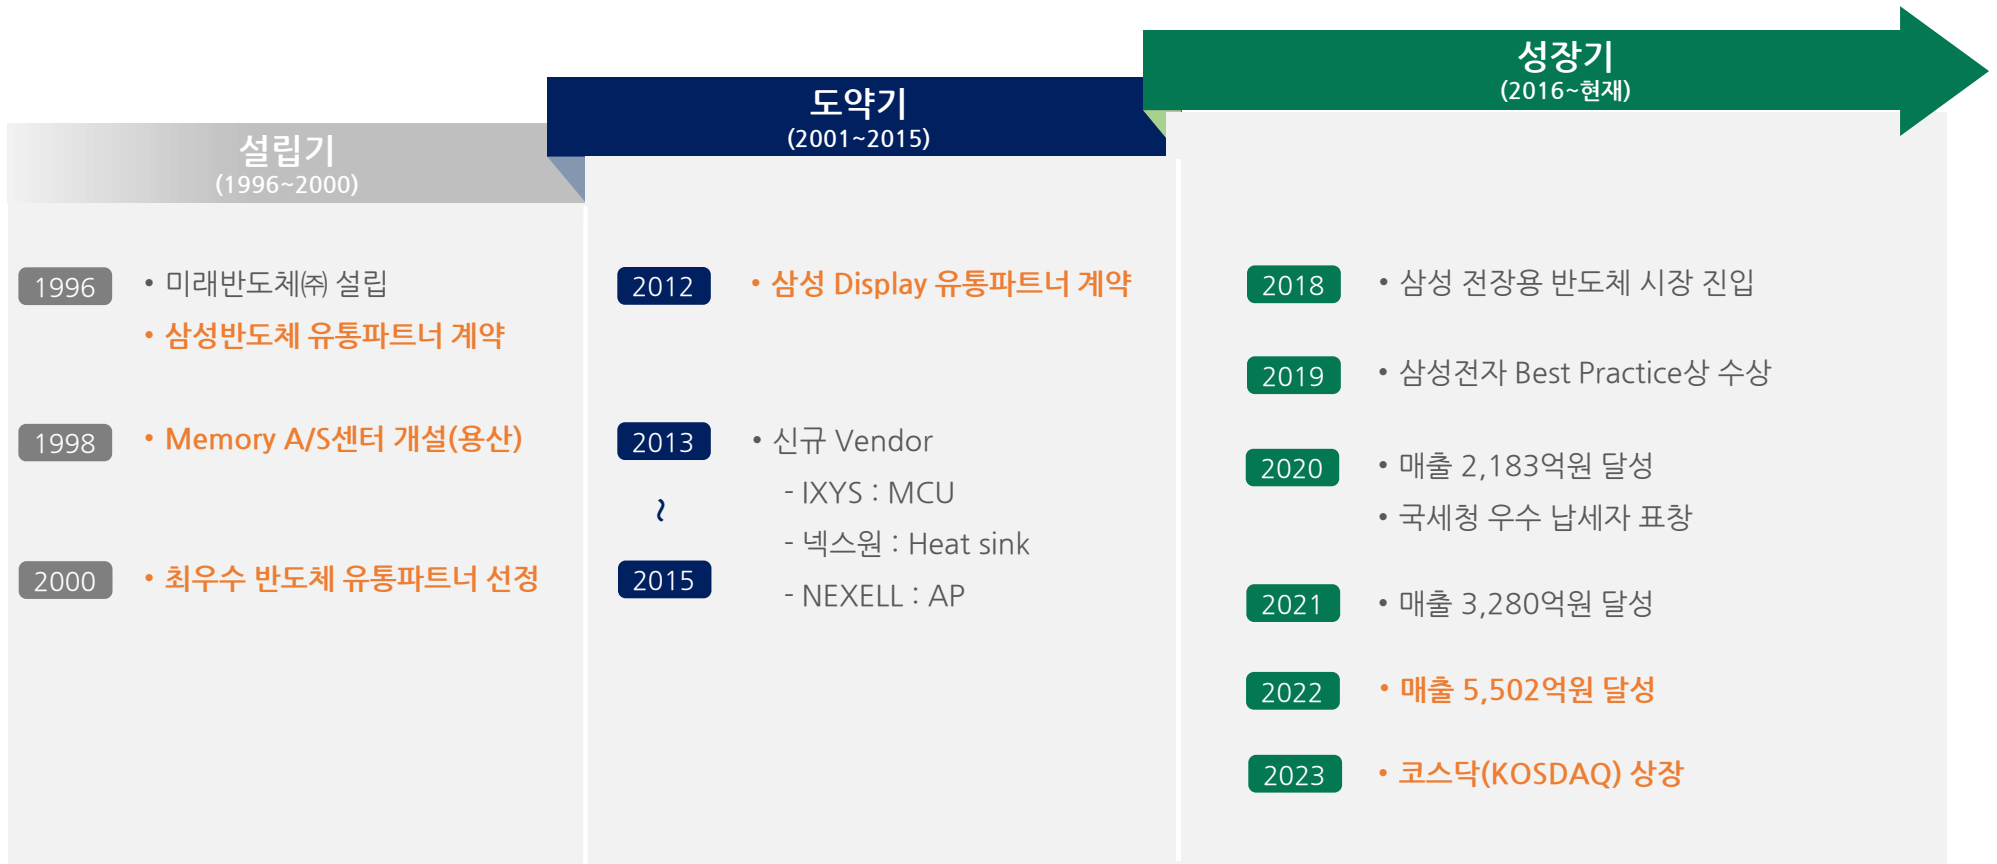 설립기
(1996~2000)
1996
• 미래반도체㈜ 설립
• 삼성반도체 유통파트너 계약
1998
• Memory A/S센터 개설(용산)
2000
• 최우수 반도체 유통파트너 선정
도약기
(2001~2015)
2012
• 삼성 Display 유통파트너 계약
2013
~
2015
• 신규 Vendor
- IXYS : MCU
- 넥스원 : Heat sink
- NEXELL : AP
성장기
(2016~현재)
2018
• 삼성 전장용 반도체 시장 진입
2019
• 삼성전자 Best Practice상 수상
2020
• 매출 2,183억원 달성
• 국세청 우수 납세자 표창
2021
• 매출 3,280억원 달성
2022
• 매출 5,502억원 달성
2023
• 코스닥(KOSDAQ) 상장